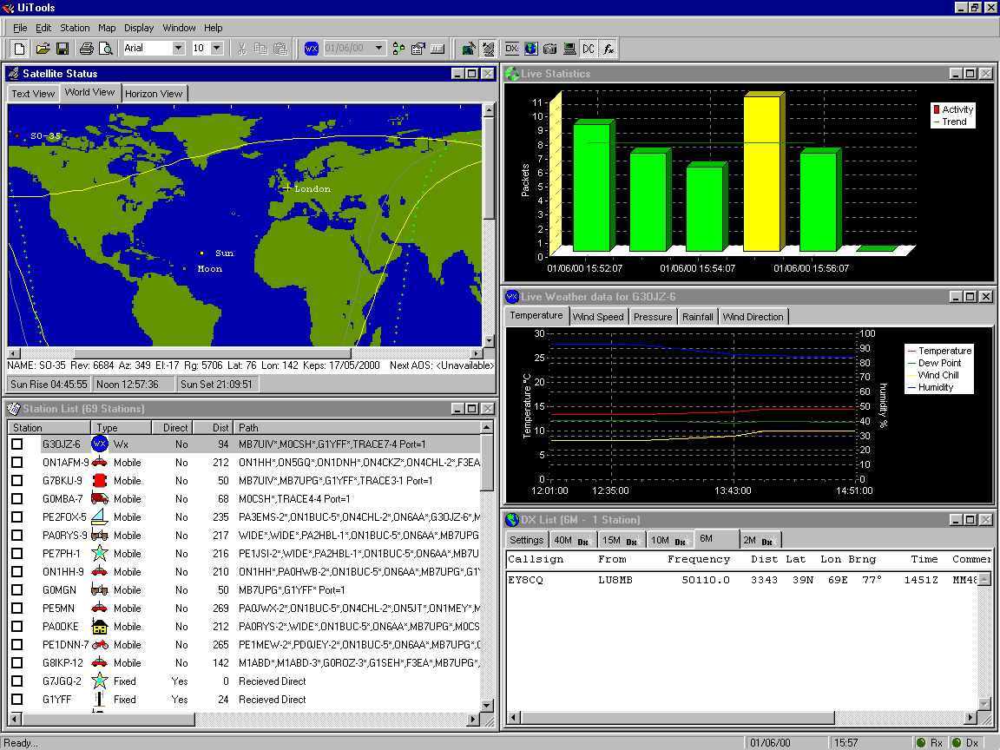 UiTools
File Edit Station Map Display Window Help
Arial 10 WX 01/06/00 DX: DC fx
Satellite Status
Text View World View Horizon View
SO-35
London
Sun
Moon
NAME: SO-35 Rev: 6684 Az: 349 El:-17 Rg: 5706 Lat: 76 Lon: 142 Keps: 17/05/2000 Next AOS: <Unavailable>
Sun Rise 04:45:55 Noon 12:57:36 Sun Set 21:09:51
Station List (69 Stations)
Station Type Direct Dist Path
G3OJZ-6 WX Wx No 94 MB7UIV*,M0CSH*,G1YFF*,TRACE7-4 Port=1
ON1AFM-9 Mobile No 212 ON1HH*,ON5GQ*,ON1DNH*,ON4CKZ*,ON4CHL-2*,F3EA
G7BKU-9 Mobile No 50 MB7UIV*,MB7UPG*,G1YFF*,TRACE3-1 Port=1
G0MBA-7 Mobile No 68 M0CSH*,TRACE4-4 Port=1
PE2FOX-5 Mobile No 235 PA3EMS-2*,ON1BUC-5*,ON4CHL-2*,ON6AA*,G3OJZ-6*,M
PA0RYS-9 Mobile No 217 WIDE*,WIDE*,PA2HBL-1*,ON1BUC-5*,ON6AA*,MB7UPG*
PE7PH-1 Mobile No 216 PE1JSI-2*,WIDE*,PA2HBL-1*,ON1BUC-5*,ON6AA*,MB7U
ON1HH-9 Mobile No 210 ON1HH*,PA0HWB-2*,ON1BUC-5*,ON6AA*,MB7UPG*,G1
G0MGN Mobile No 50 MB7UPG*,G1YFF* Port=1
PE5MN Mobile No 269 PA0JWX-2*,ON1BUC-5*,ON4CHL-2*,ON5JT*,ON1MEY*,M
PA0OKE Mobile No 212 PA0RYS-2*,WIDE*,ON1BUC-5*,ON6AA*,MB7UPG*,M0CS
PE1DNN-7 Mobile No 265 PE1MEW-2*,PD0JEY-2*,ON1BUC-5*,ON6AA*,MB7UPG*,
G8IKP-12 Mobile No 142 M1ABD*,M1ABD-3*,G0ROZ-3*,G1SEH*,F3EA*,MB7UPG*,
G7JGQ-2 Fixed Yes 0 Recieved Direct
G1YFF Fixed Yes 24 Recieved Direct
Live Statistics
11
10
9
8
7
6
5
4
3
2
1
0
Packets
01/06/00 15:52:07 01/06/00 15:54:07 01/06/00 15:56:07
Activity
Trend
WX Live Weather data for G3OJZ-6
Temperature Wind Speed Pressure Rainfall Wind Direction
30
25
20
15
10
5
0
Temperature °C
100
90
80
70
60
50
40
30
20
10
0
humidity %
12:01:00 12:35:00 13:43:00 14:51:00
Temperature
Dew Point
Wind Chill
Humidity
DX List (6M - 1 Station)
Settings 40M Dx 15M Dx 10M Dx 6M 2M Dx
Callsign From Frequency Dist Lat Lon Brng Time Commer
EY8CQ LU8MB 50110.0 3343 39N 69E 77° 1451Z MM48
Ready... 01/06/00 15:57 Rx Dx